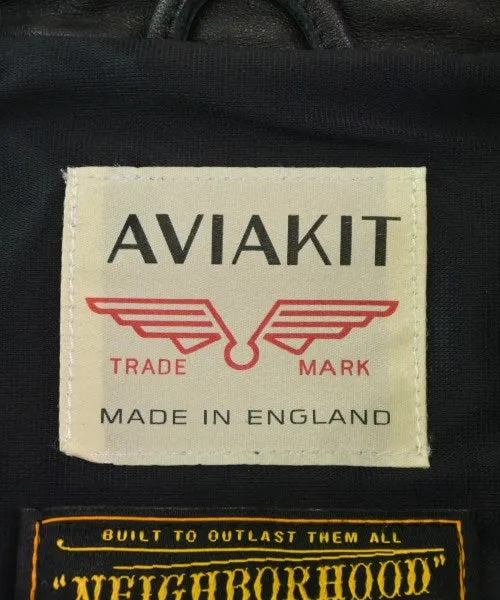 AVIAKIT
TRADE MARK
MADE IN ENGLAND
BUILT TO OUTLAST THEM ALL
"NEIGHBORHOOD"